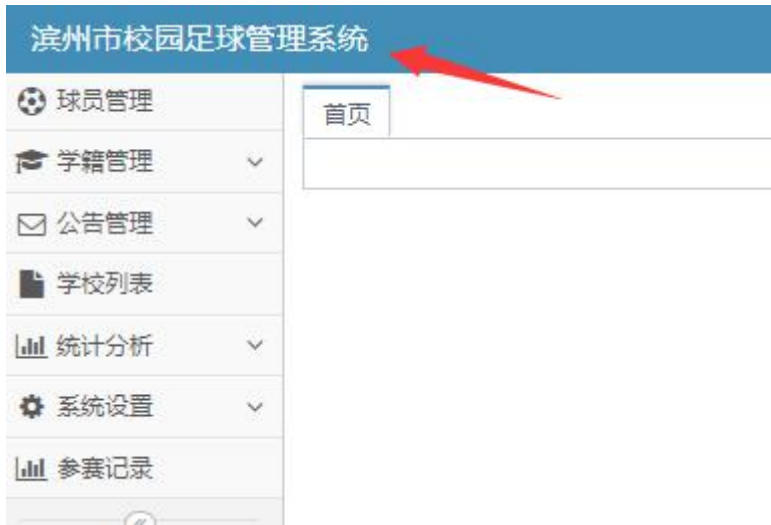 滨州市校园足球管理系统
球员管理
首页
学籍管理
公告管理
学校列表
统计分析
系统设置
参赛记录